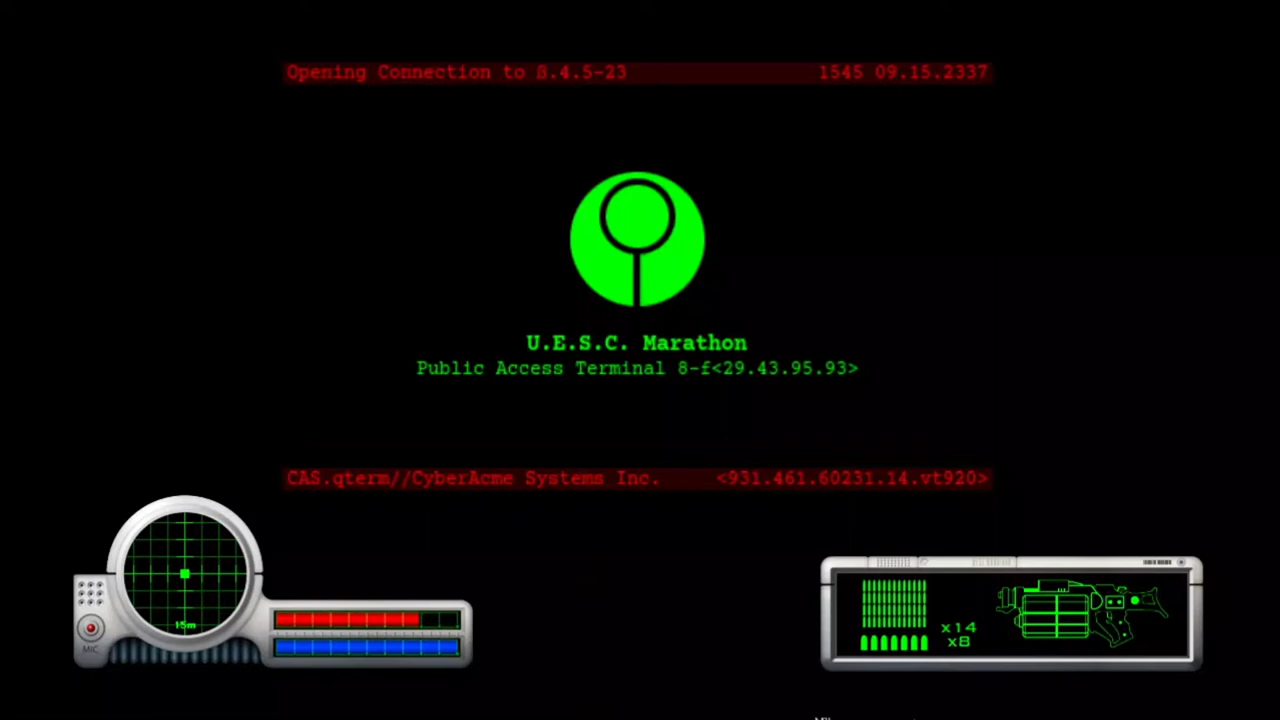 Opening Connection to ß.4.5-23 1545 09.15.2337
U.E.S.C. Marathon
Public Access Terminal 8-f<29.43.95.93>
CAS.qterm//CyberAcme Systems Inc. <931.461.60231.14.vt920>
15m
MIC
x14
x8